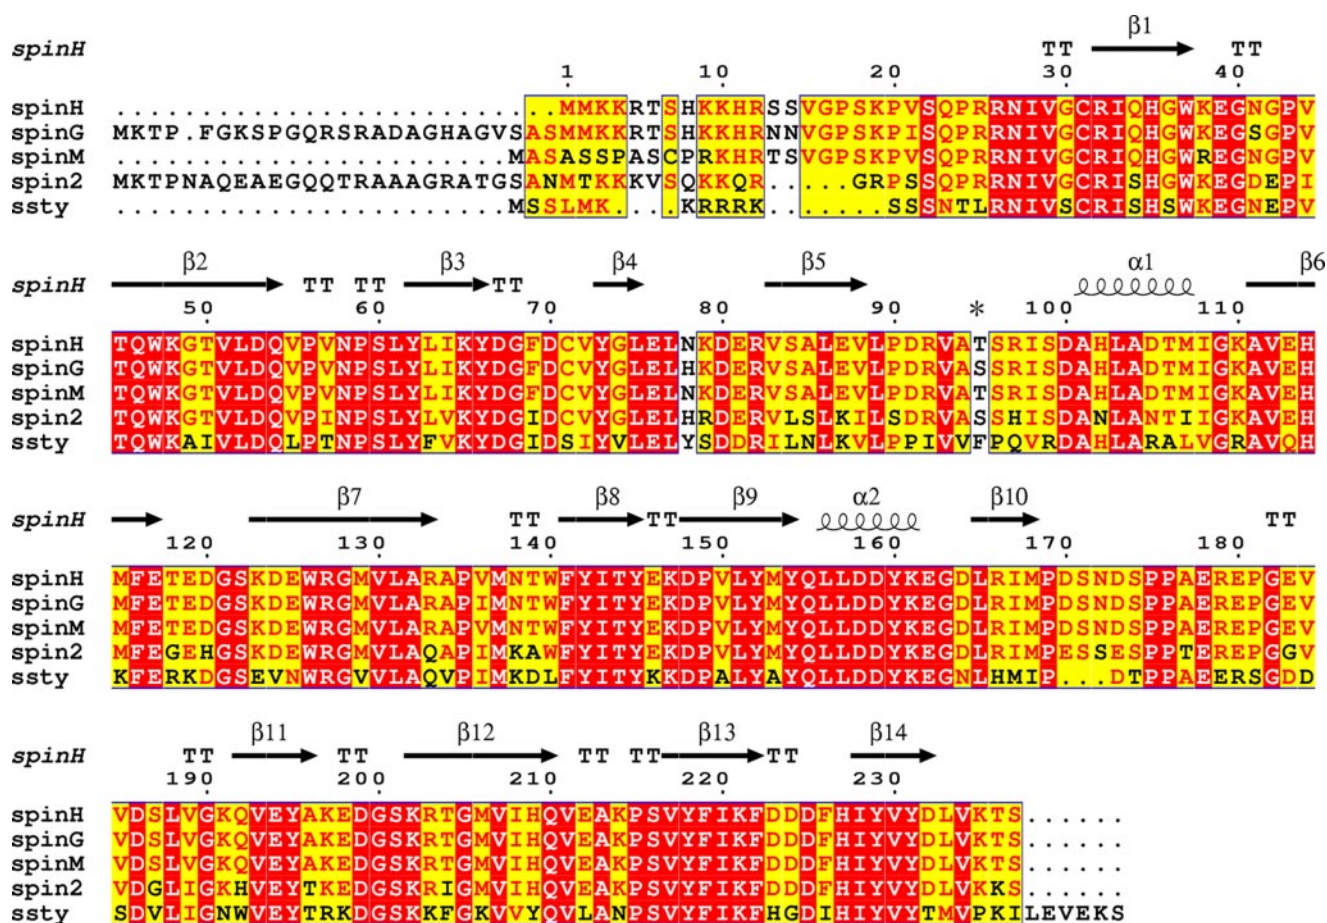 β1
spinH TT TT
1 10 20 30 40
spinH ...........................MMKKRTSHKKHRSSVGPSKPVSQPRRNIVGCRIQHGWKEGNGPV
spinG MKTP.FGKSPGQRSRADAGHAGVSASMMKKRTSHKKHRNNVGPSKPISQPRRNIVGCRIQHGWKEGSGPV
spinM .......................MASASSPASCPRKHRTSVGPSKPVSQPRRNIVGCRIQHGWREGNGPV
spin2 MKTPNAQEAEGQQTRAAAGRATGSANMTKKKVSQKKQR.....GRPSSQPRRNIVGCRISHGWKEGDEPI
ssty .......................MSSLMK....KRRRK......SSSNTLRNIVSCRISHSWKEGNEPV
β2 β3 β4 β5 α1 β6
spinH TT TT TT
50 60 70 80 90 * 100 110
spinH TQWKGTVLDQVPVNPSLYLIKYDGFDCVYGLELNKDERVSALEVLPDRVATSRISDAHLADTMIGKAVEH
spinG TQWKGTVLDQVPVNPSLYLIKYDGFDCVYGLELHKDERVSALEVLPDRVASSRISDAHLADTMIGKAVEH
spinM TQWKGTVLDQVPVNPSLYLIKYDGFDCVYGLELNKDERVSALEVLPDRVATSRISDAHLADTMIGKAVEH
spin2 TQWKGTVLDQVPINPSLYLVKYDGIDCVYGLELHRDERVLSLKILSDRVASSHISDANLANTIIGKAVEH
ssty TQWKAIVLDQLPTNPSLYFVKYDGIDSIYVLELYSDDRILNLKVLPPIVVFPQVRDAHLARALVGRAVQH
β7 β8 β9 α2 β10
spinH TT TT TT
120 130 140 150 160 170 180
spinH MFETEDGSKDEWRGMVLARAPVMNTWFYITYEKDPVLYMYQLLDDYKEGDLRIMPDSNDSPPAEREPGEV
spinG MFETEDGSKDEWRGMVLARAPIMNTWFYITYEKDPVLYMYQLLDDYKEGDLRIMPDSNDSPPAEREPGEV
spinM MFETEDGSKDEWRGMVLARAPVMNTWFYITYEKDPVLYMYQLLDDYKEGDLRIMPDSNDSPPAEREPGEV
spin2 MFEGEHGSKDEWRGMVLAQAPIMKAWFYITYEKDPVLYMYQLLDDYKEGDLRIMPESSESPPTEREPGGV
ssty KFERKDGSEVNWRGVVLAQVPIMKDLFYITYKKDPALYAYQLLDDYKEGNLHMIP...DTPPAEERSGDD
β11 β12 β13 β14
spinH TT TT TT TT TT
190 200 210 220 230
spinH VDSLVGKQVEYAKEDGSKRTGMVIHQVEAKPSVYFIKFDDDFHIYVYDLVKTS......
spinG VDSLVGKQVEYAKEDGSKRTGMVIHQVEAKPSVYFIKFDDDFHIYVYDLVKTS......
spinM VDSLVGKQVEYAKEDGSKRTGMVIHQVEAKPSVYFIKFDDDFHIYVYDLVKTS......
spin2 VDGLIGKHVEYTKEDGSKRIGMVIHQVEAKPSVYFIKFDDDFHIYVYDLVKKS......
ssty SDVLIGNWVEYTRKDGSKKFGKVVYQVLANPSVYFIKFHGDIHIYVYTMVPKILEVEKS